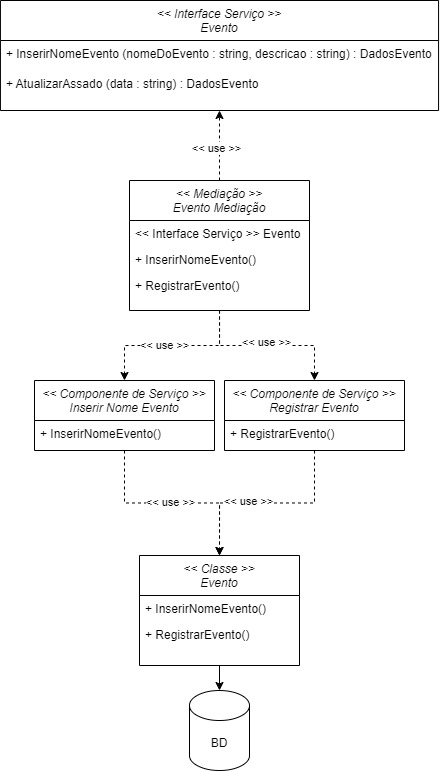 << Interface Serviço >>
Evento
+ InserirNomeEvento (nomeDoEvento : string, descricao : string) : DadosEvento
+ AtualizarAssado (data : string) : DadosEvento
<< use >>
<< Mediação >>
Evento Mediação
<< Interface Serviço >> Evento
+ InserirNomeEvento()
+ RegistrarEvento()
<< use >>
<< use >>
<< Componente de Serviço >>
Inserir Nome Evento
+ InserirNomeEvento()
<< Componente de Serviço >>
Registrar Evento
+ RegistrarEvento()
<< use >>
<< use >>
<< Classe >>
Evento
+ InserirNomeEvento()
+ RegistrarEvento()
BD